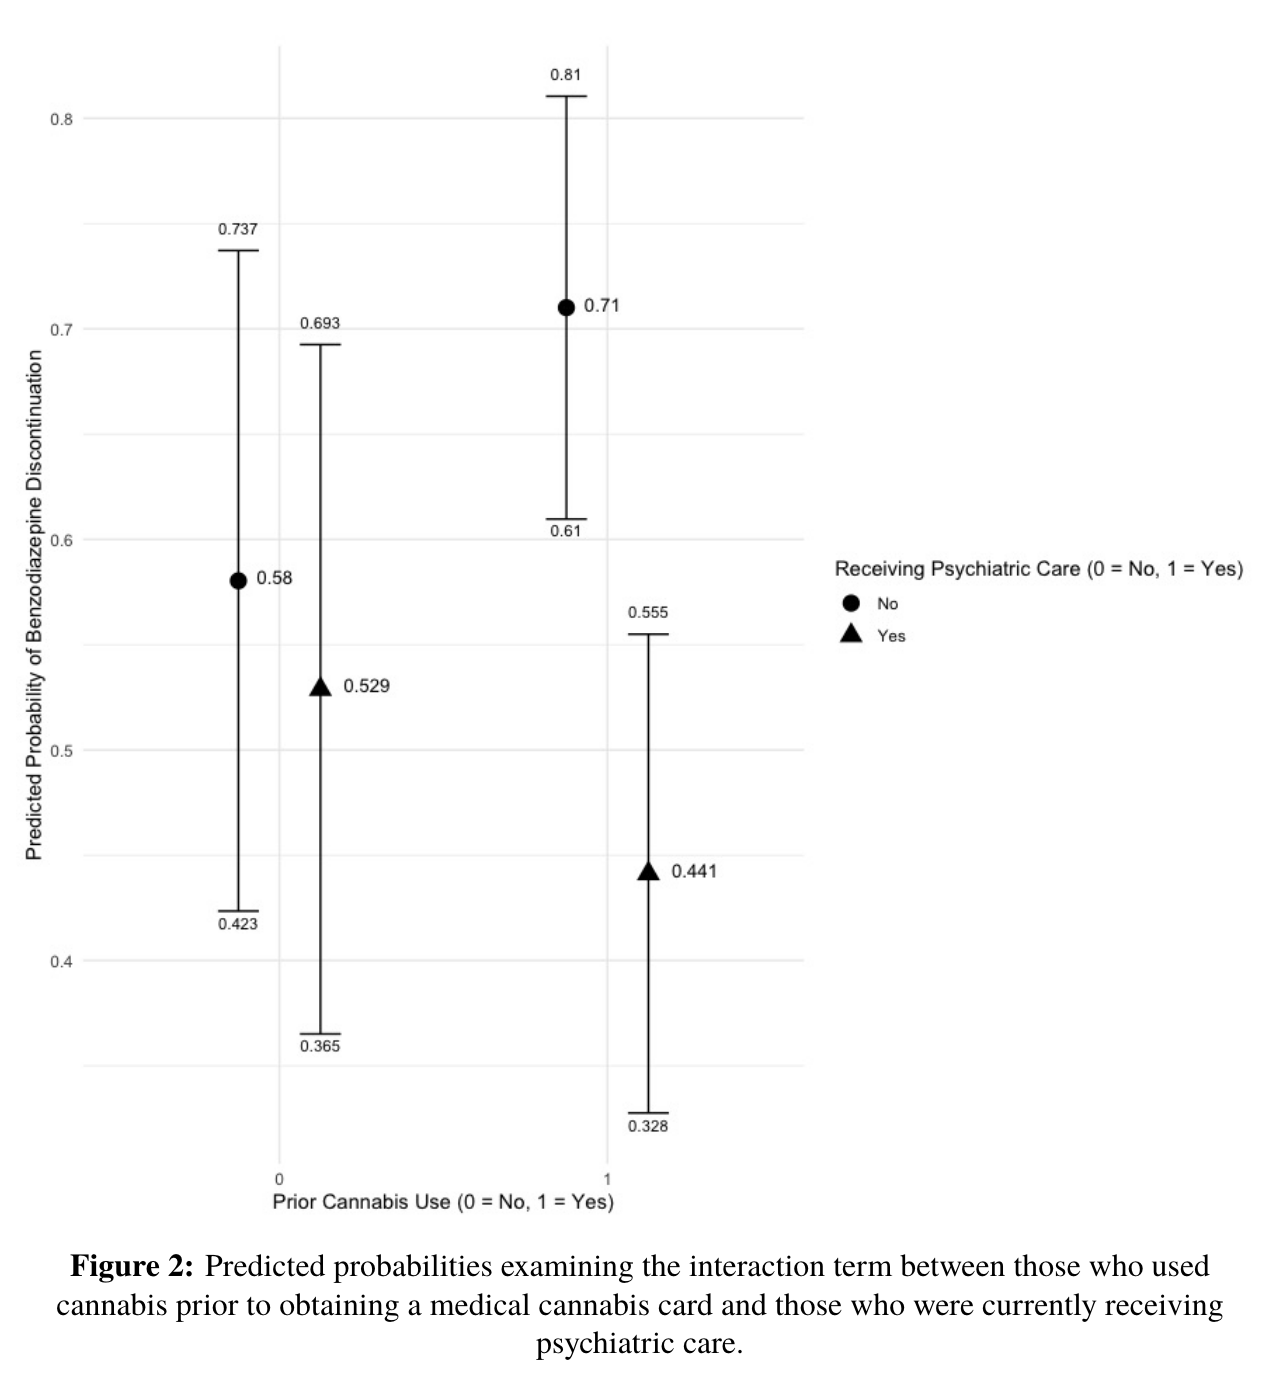 0.81
0.8
0.737
0.71
0.7
0.693
0.61
0.6
0.58
0.555
0.529
0.5
0.441
0.423
0.4
0.365
0.328
Predicted Probability of Benzodiazepine Discontinuation
0 1
Prior Cannabis Use (0 = No, 1 = Yes)
Receiving Psychiatric Care (0 = No, 1 = Yes)
No
Yes
Figure 2: Predicted probabilities examining the interaction term between those who used
cannabis prior to obtaining a medical cannabis card and those who were currently receiving
psychiatric care.